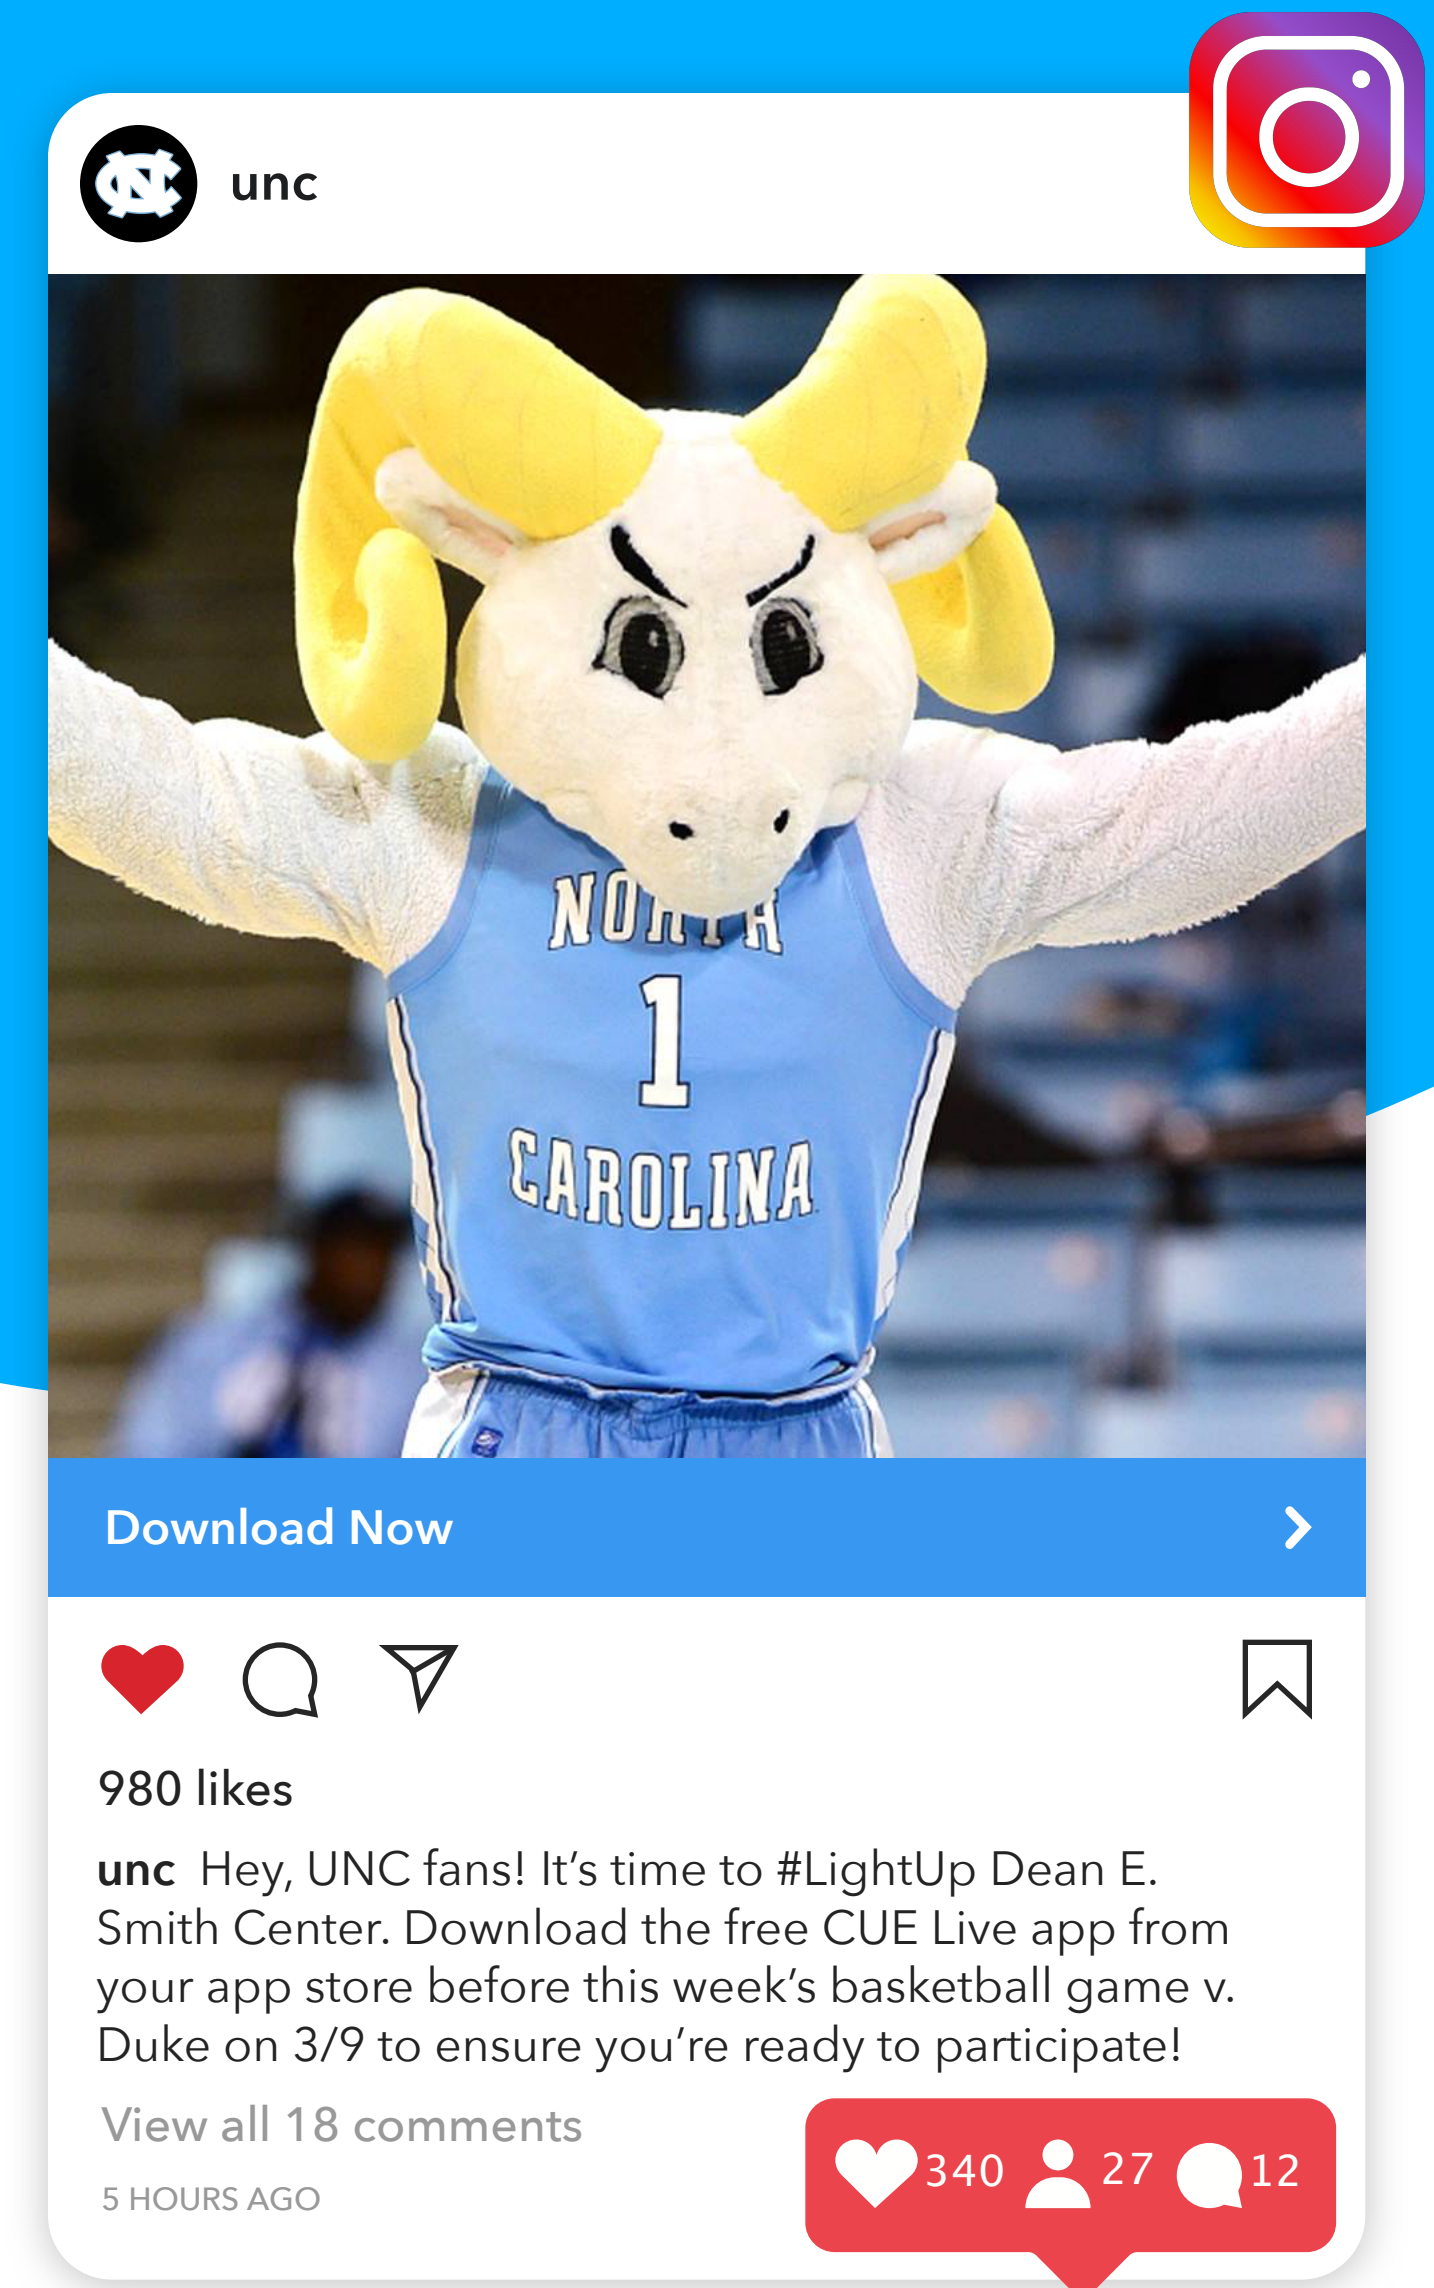 unc
NORTH
1
CAROLINA
Download Now
980 likes
unc Hey, UNC fans! It’s time to #LightUp Dean E.
Smith Center. Download the free CUE Live app from
your app store before this week’s basketball game v.
Duke on 3/9 to ensure you’re ready to participate!
View all 18 comments
5 HOURS AGO
340 27 12